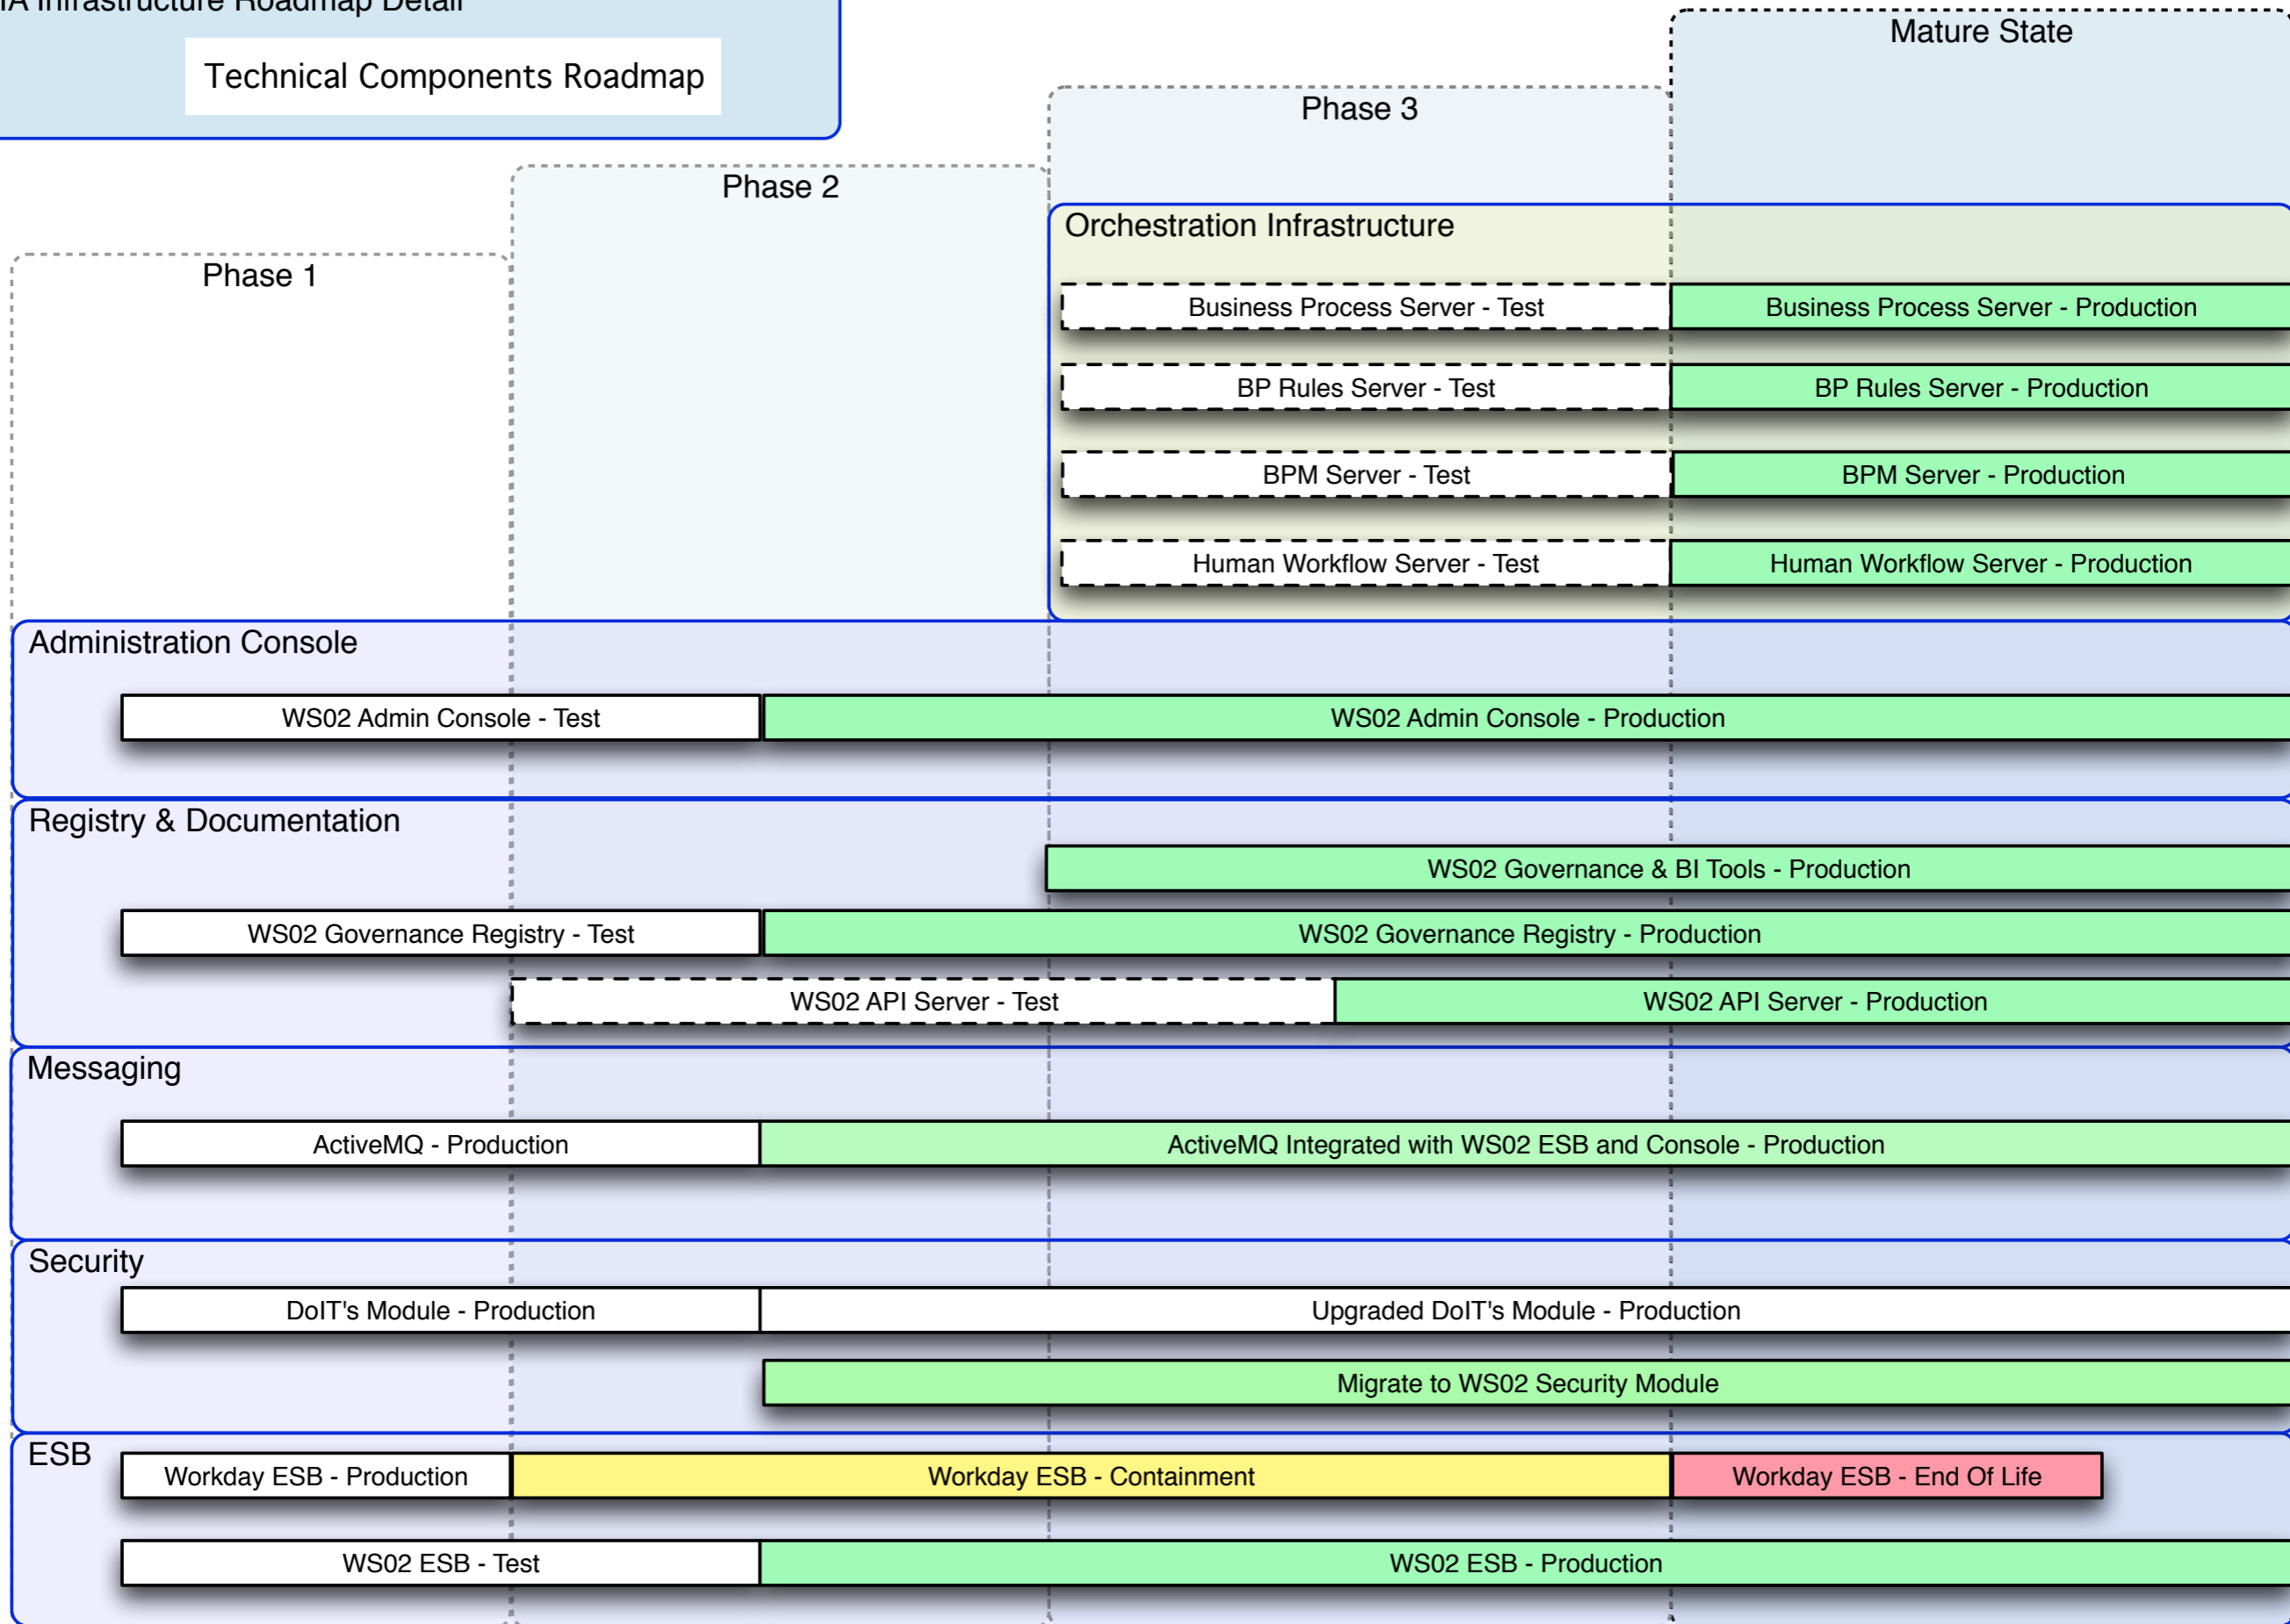 Infrastructure Roadmap Detail
Technical Components Roadmap
Mature State
Phase 3
Phase 2
Phase 1
Orchestration Infrastructure
Business Process Server - Test
Business Process Server - Production
BP Rules Server - Test
BP Rules Server - Production
BPM Server - Test
BPM Server - Production
Human Workflow Server - Test
Human Workflow Server - Production
Administration Console
WS02 Admin Console - Test
WS02 Admin Console - Production
Registry & Documentation
WS02 Governance & BI Tools - Production
WS02 Governance Registry - Test
WS02 Governance Registry - Production
WS02 API Server - Test
WS02 API Server - Production
Messaging
ActiveMQ - Production
ActiveMQ Integrated with WS02 ESB and Console - Production
Security
DoIT's Module - Production
Upgraded DoIT's Module - Production
Migrate to WS02 Security Module
ESB
Workday ESB - Production
Workday ESB - Containment
Workday ESB - End Of Life
WS02 ESB - Test
WS02 ESB - Production